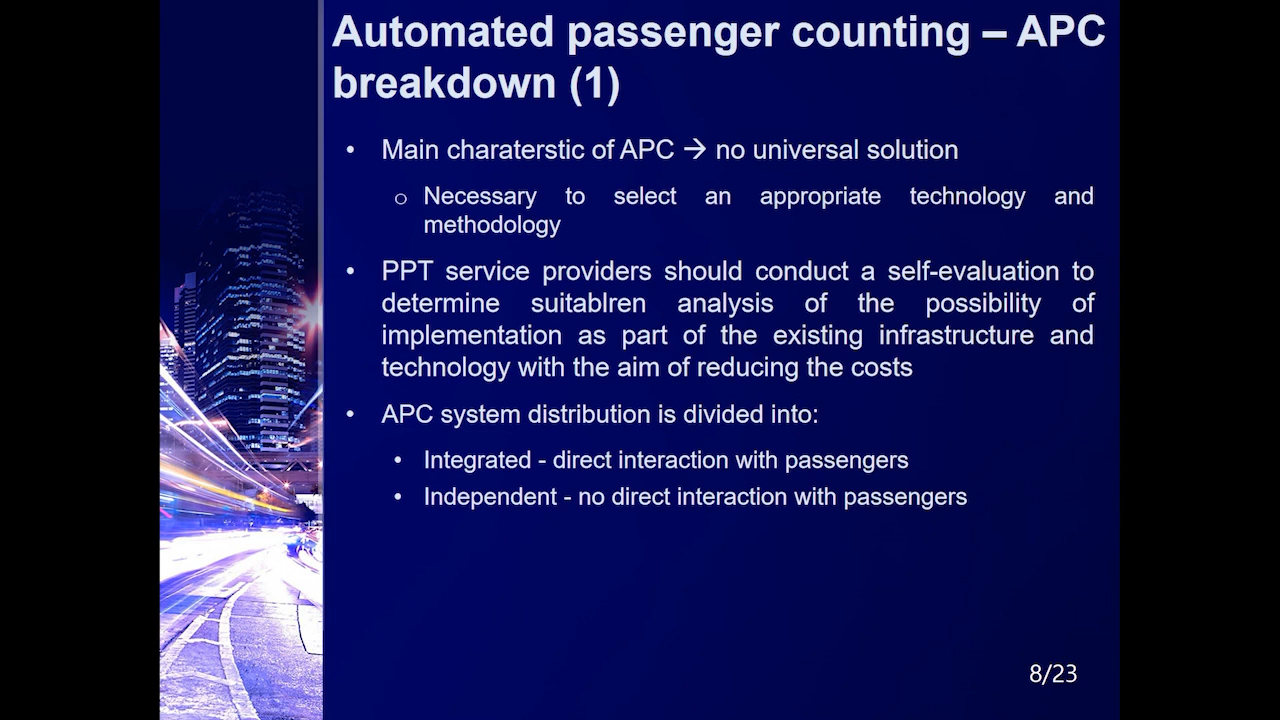 Automated passenger counting – APC
breakdown (1)
• Main charaterstic of APC → no universal solution
o Necessary to select an appropriate technology and
methodology
• PPT service providers should conduct a self-evaluation to
determine suitablren analysis of the possibility of
implementation as part of the existing infrastructure and
technology with the aim of reducing the costs
• APC system distribution is divided into:
• Integrated - direct interaction with passengers
• Independent - no direct interaction with passengers
8/23